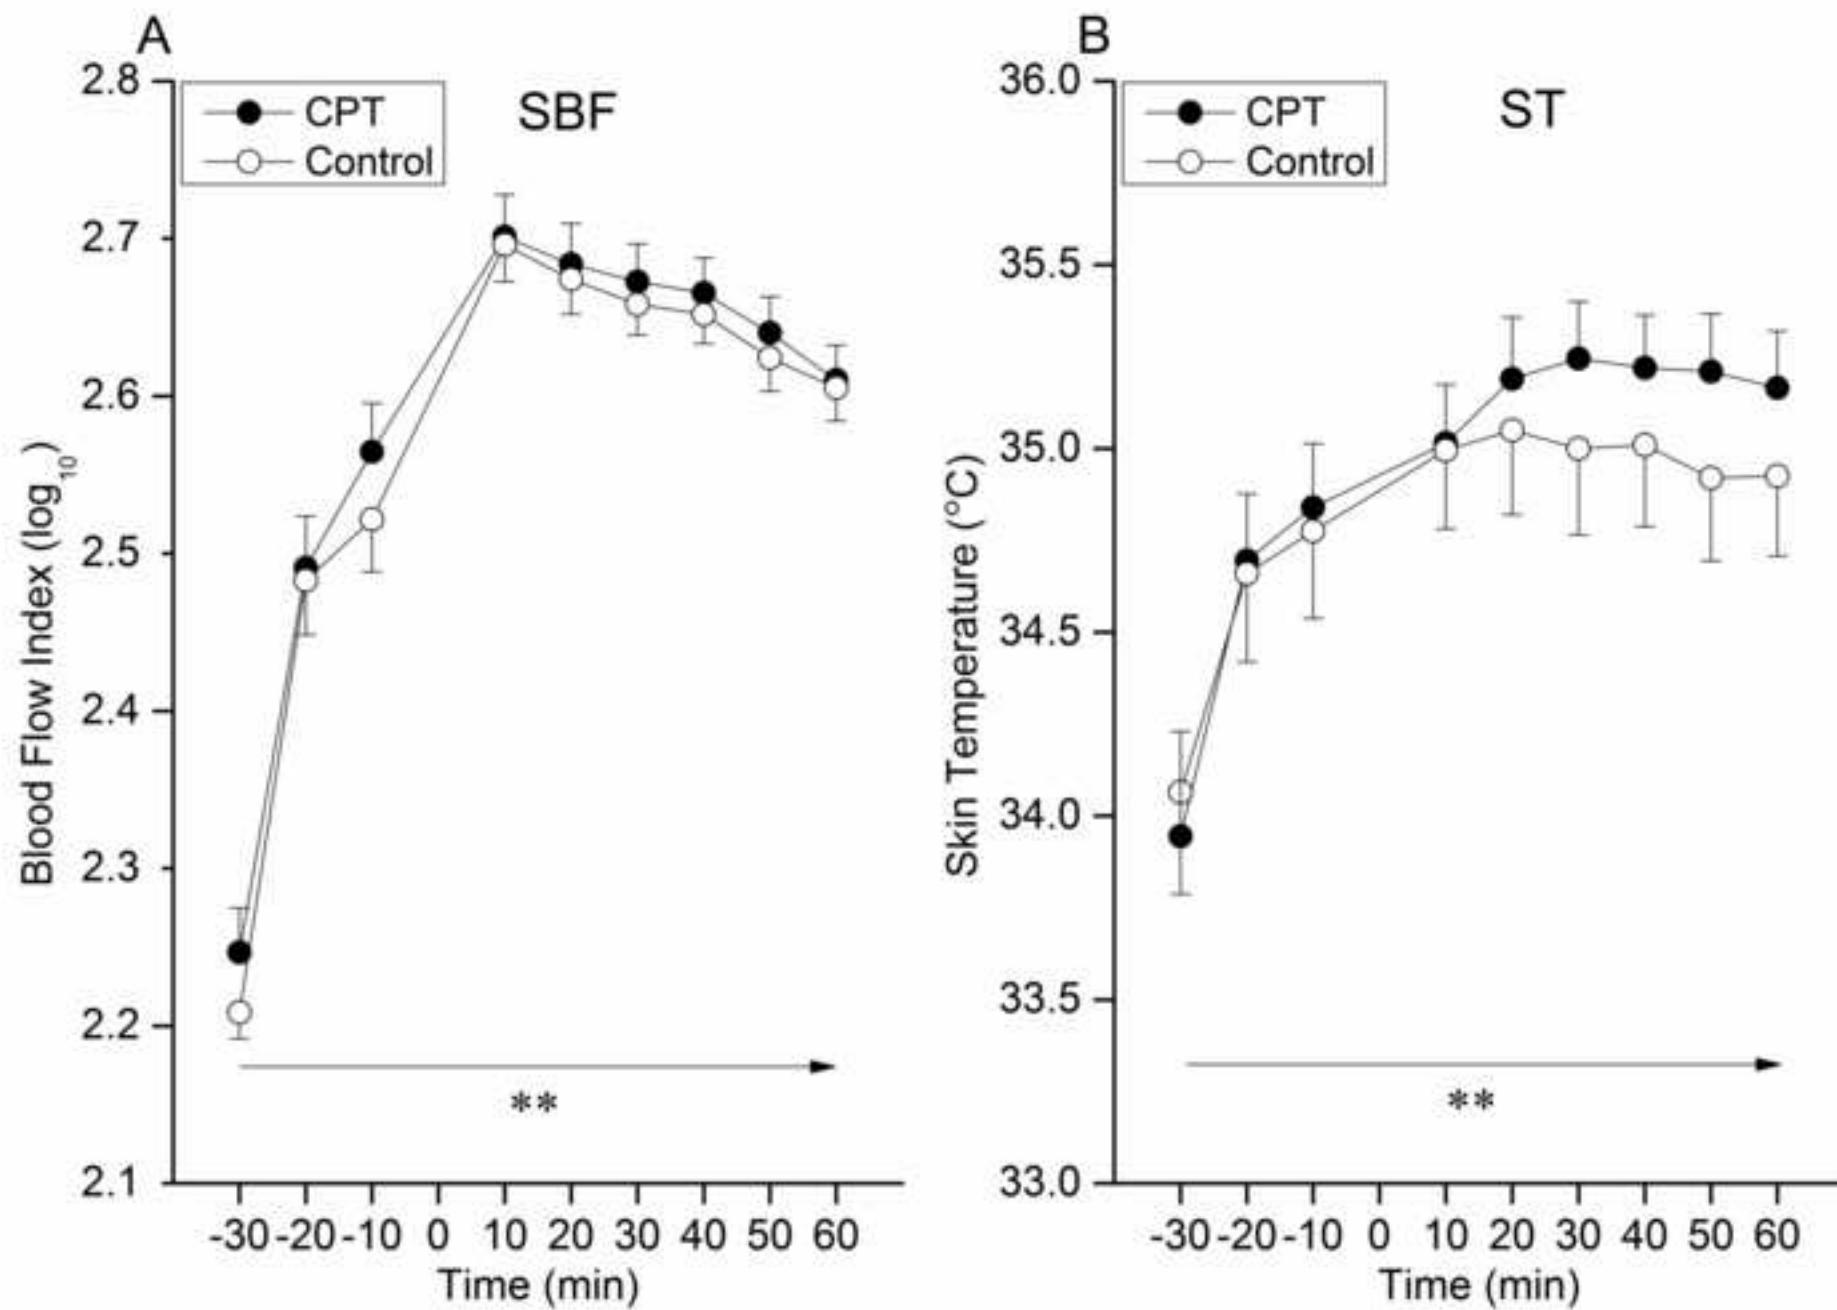 A
SBF
CPT
Control
2.8
2.7
2.6
2.5
2.4
2.3
2.2
2.1
Blood Flow Index (log10)
**
-30 -20 -10 0 10 20 30 40 50 60
Time (min)
B
ST
CPT
Control
36.0
35.5
35.0
34.5
34.0
33.5
33.0
Skin Temperature (°C)
**
-30 -20 -10 0 10 20 30 40 50 60
Time (min)